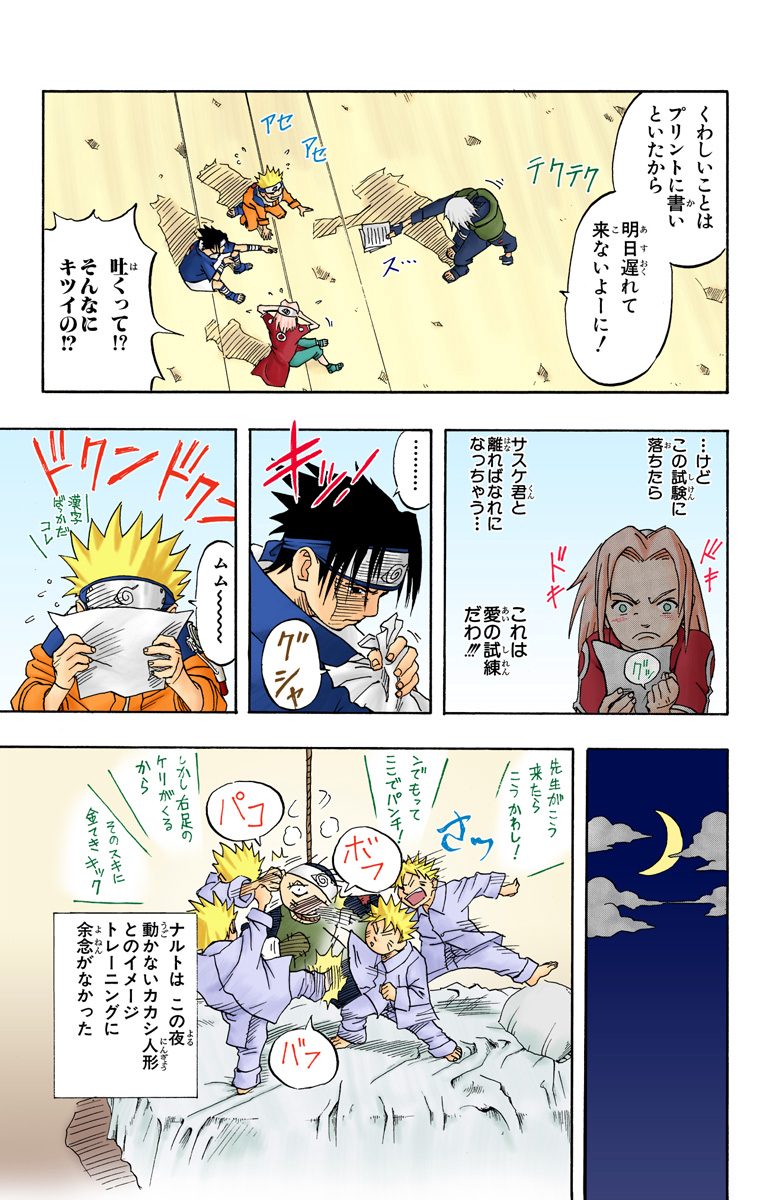 くわしいことは
プリントに書い
といたから
明日遅れて
来ないよーに!
テクテク
ス…
アセ
アセ
吐くって!?
そんなに
キツイの!?
…けど
この試験に
落ちたら
サスケ君と
離ればなれに
なっちゃう…
ドキ
ドキ
これは
愛の試練
だわ!!!
グッ
………
キッ!
グシャ
ドクンドクン
漢字
ばっかだ
コレ
ムム〜〜〜〜
先生がこう
来たら
こうかわし!
ンでもって
ここでパンチ!
しかし右足の
ケリがくる
から
そのスキに
金てきキック
パコ
ボフ
さっ
バフ
ナルトは この夜
動かないカカシ人形
とのイメージ
トレーニングに
余念がなかった